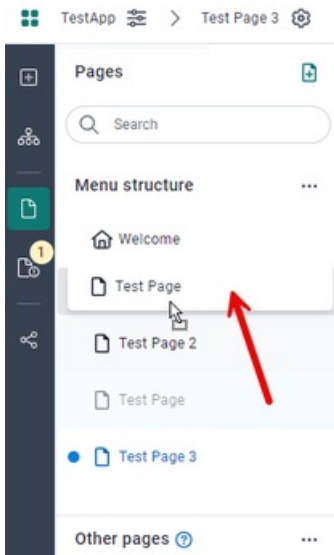 TestApp > Test Page 3
Pages
Search
Menu structure
Welcome
1
Test Page
Test Page 2
Test Page
Test Page 3
Other pages